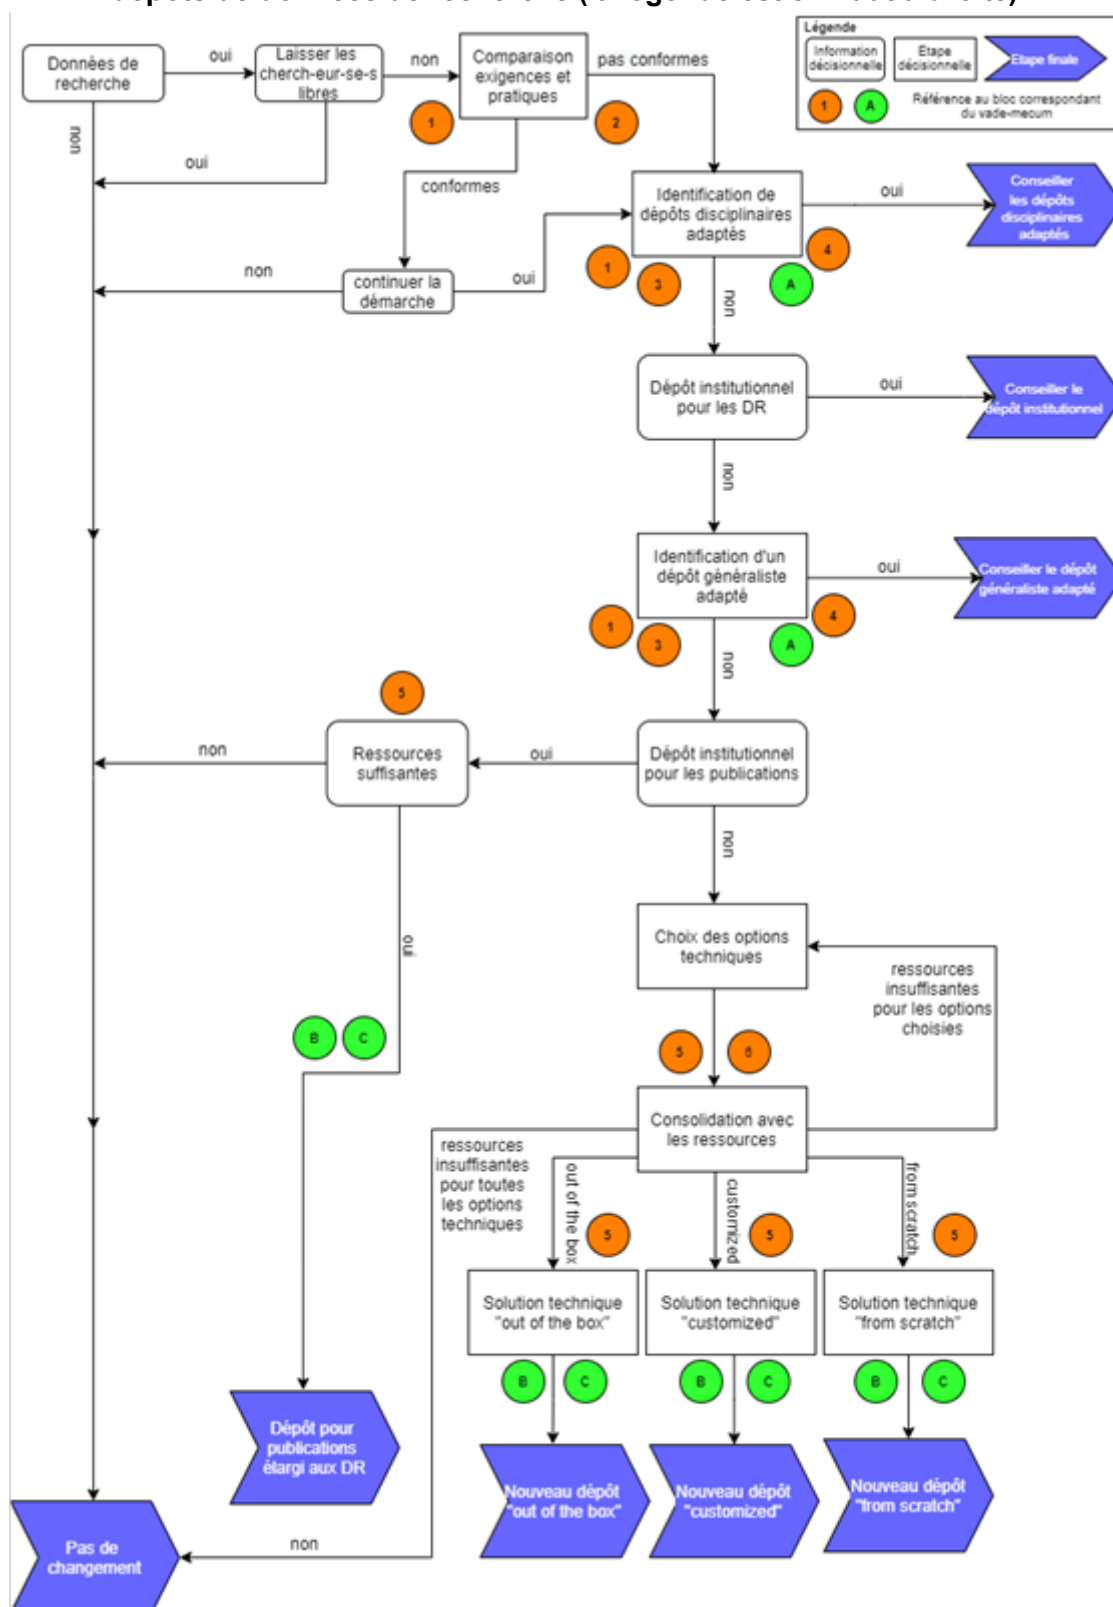 Légende
Information
décisionnelle
Etape
décisionnelle
Etape finale
1
A
Référence au bloc correspondant
du vade-mecum
Données de
recherche
oui
Laisser les
cherch-eur-se-s
libres
non
Comparaison
exigences et
pratiques
pas conformes
1
2
non
oui
conformes
Identification de
dépôts disciplinaires
adaptés
oui
Conseiller
les dépôts
disciplinaires
adaptés
4
non
continuer la
démarche
oui
1
3
A
non
Dépôt institutionnel
pour les DR
oui
Conseiller le
dépôt institutionnel
non
Identification d'un
dépôt généraliste
adapté
oui
Conseiller le dépôt
généraliste adapté
1
3
A
4
non
5
Ressources
suffisantes
non
oui
Dépôt institutionnel
pour les publications
non
oui
Choix des options
techniques
ressources
insuffisantes
pour les options
choisies
B
C
5
6
Consolidation avec
les ressources
ressources
insuffisantes
pour toutes
les options
techniques
out of the box
customized
from scratch
5
5
5
Solution technique
"out of the box"
Solution technique
"customized"
Solution technique
"from scratch"
B
C
B
C
B
C
Dépôt pour
publications
élargi aux DR
Nouveau dépôt
"out of the box"
Nouveau dépôt
"customized"
Nouveau dépôt
"from scratch"
Pas de
changement
non